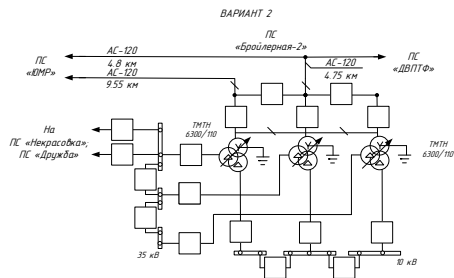 ВАРИАНТ 2
ПС
«Бройлерная-2»
ПС
«ЮМР»
АС-120
4.8 км
АС-120
9.55 км
АС-120
4.75 км
ПС
«ДВПТФ»
На
ПС «Некрасовка»;
ПС «Дружба»
ТМТН
6300/110
ТМТН
6300/110
35 кВ
10 кВ